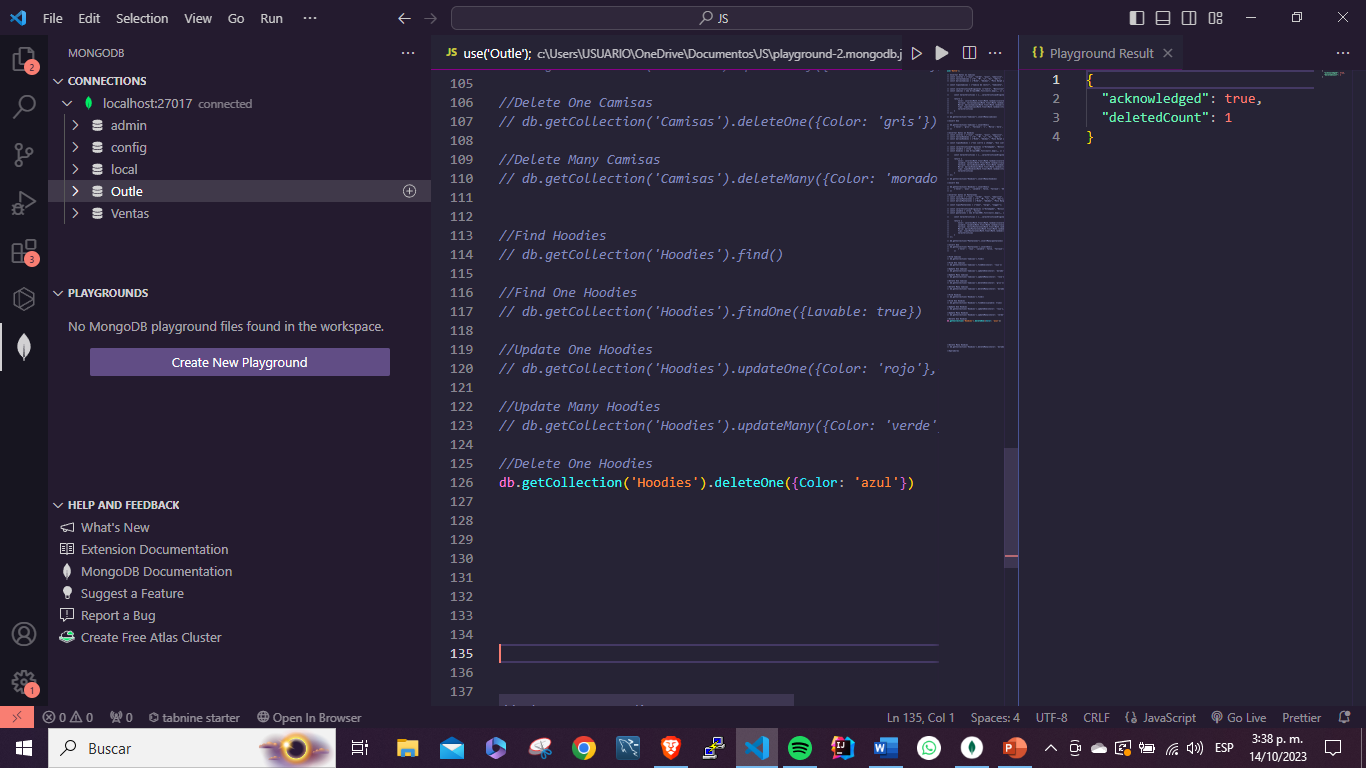 File Edit Selection View Go Run ··· JS
MONGODB ···
CONNECTIONS
localhost:27017 connected
admin
config
local
Outle
Ventas
PLAYGROUNDS
No MongoDB playground files found in the workspace.
Create New Playground
HELP AND FEEDBACK
What's New
Extension Documentation
MongoDB Documentation
Suggest a Feature
Report a Bug
Create Free Atlas Cluster
JS use('Outle'); c:\Users\USUARIO\OneDrive\Documentos\JS\playground-2.mongodb.j
105
106 //Delete One Camisas
107 // db.getCollection('Camisas').deleteOne({Color: 'gris'})
108
109 //Delete Many Camisas
110 // db.getCollection('Camisas').deleteMany({Color: 'morado
111
112
113 //Find Hoodies
114 // db.getCollection('Hoodies').find()
115
116 //Find One Hoodies
117 // db.getCollection('Hoodies').findOne({Lavable: true})
118
119 //Update One Hoodies
120 // db.getCollection('Hoodies').updateOne({Color: 'rojo'},
121
122 //Update Many Hoodies
123 // db.getCollection('Hoodies').updateMany({Color: 'verde'
124
125 //Delete One Hoodies
126 db.getCollection('Hoodies').deleteOne({Color: 'azul'})
127
128
129
130
131
132
133
134
135
136
137
{} Playground Result
1 {
2 "acknowledged": true,
3 "deletedCount": 1
4 }
0 0 0 tabnine starter Open In Browser Ln 135, Col 1 Spaces: 4 UTF-8 CRLF {} JavaScript Go Live Prettier
Buscar ESP 3:38 p. m.
14/10/2023